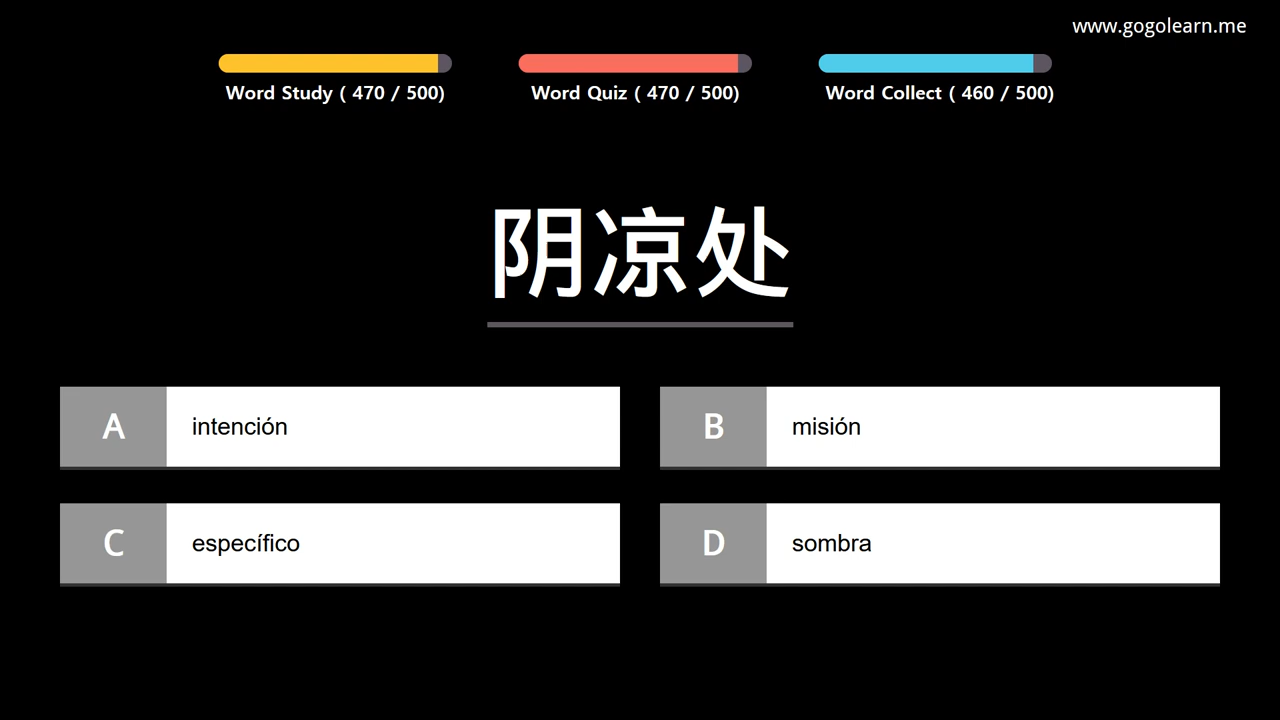 www.gogolearn.me
Word Study ( 470 / 500)
Word Quiz ( 470 / 500)
Word Collect ( 460 / 500)
阴凉处
A intención
B misión
C específico
D sombra